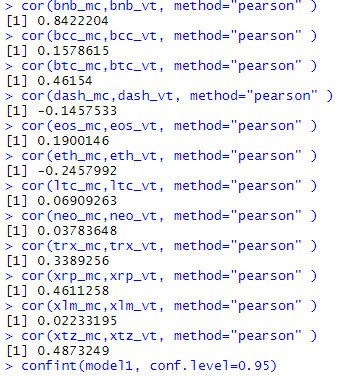 > cor(bnb_mc,bnb_vt, method="pearson" )
[1] 0.8422204
> cor(bcc_mc,bcc_vt, method="pearson" )
[1] 0.1578615
> cor(btc_mc,btc_vt, method="pearson" )
[1] 0.46154
> cor(dash_mc,dash_vt, method="pearson" )
[1] -0.1457533
> cor(eos_mc,eos_vt, method="pearson" )
[1] 0.1900146
> cor(eth_mc,eth_vt, method="pearson" )
[1] -0.2457992
> cor(ltc_mc,ltc_vt, method="pearson" )
[1] 0.06909263
> cor(neo_mc,neo_vt, method="pearson" )
[1] 0.03783648
> cor(trx_mc,trx_vt, method="pearson" )
[1] 0.3389256
> cor(xrp_mc,xrp_vt, method="pearson" )
[1] 0.4611258
> cor(xlm_mc,xlm_vt, method="pearson" )
[1] 0.02233195
> cor(xtz_mc,xtz_vt, method="pearson" )
[1] 0.4873249
> confint(model1, conf.level=0.95)